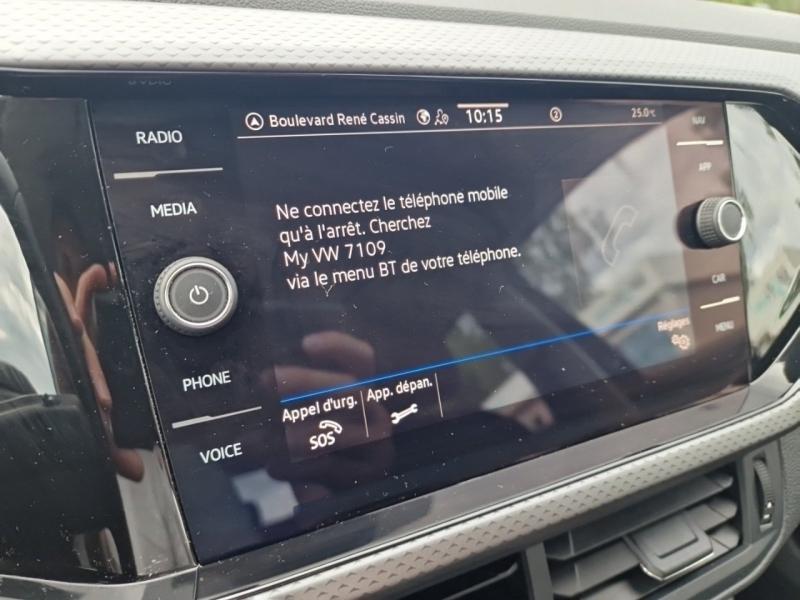 Boulevard René Cassin 10:15 2 25.0°C
RADIO
MEDIA
PHONE
VOICE
Ne connectez le téléphone mobile
qu'à l'arrêt. Cherchez
My VW 7109
via le menu BT de votre téléphone.
Réglages
Appel d'urg. App. dépan.
SOS
NAV
APP
CAR
MENU